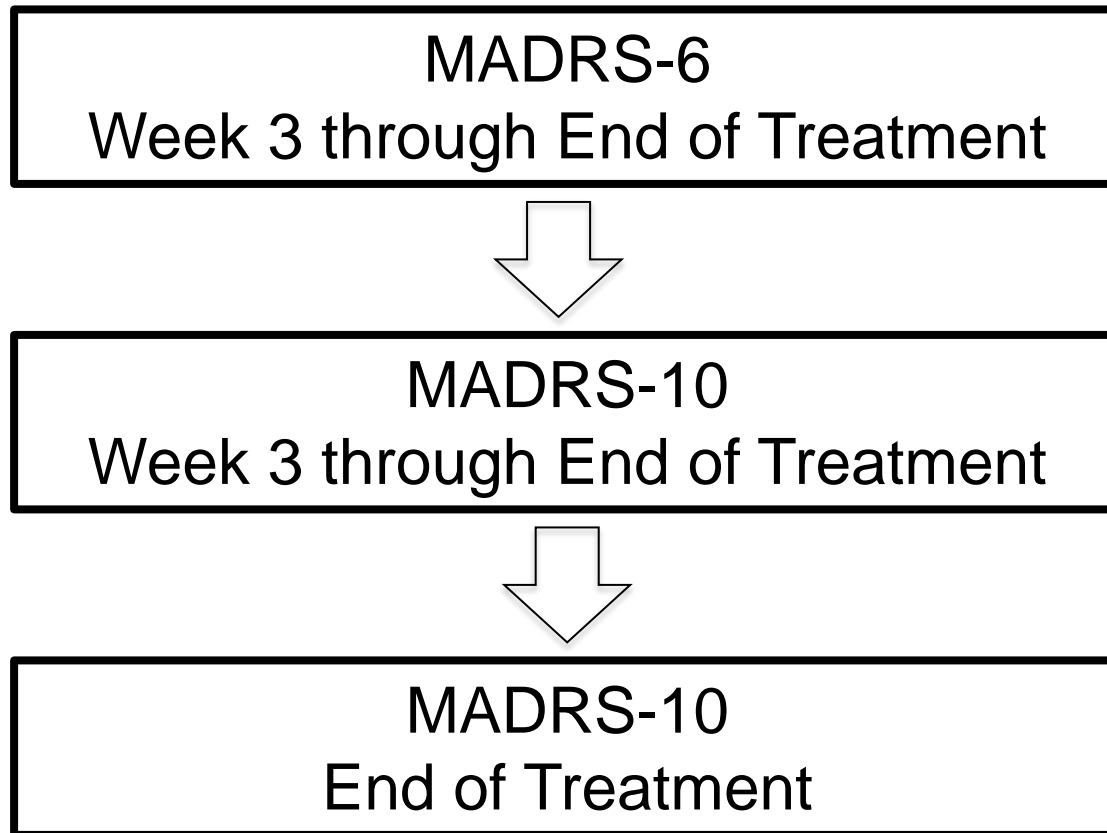 MADRS-6
Week 3 through End of Treatment
MADRS-10
Week 3 through End of Treatment
MADRS-10
End of Treatment